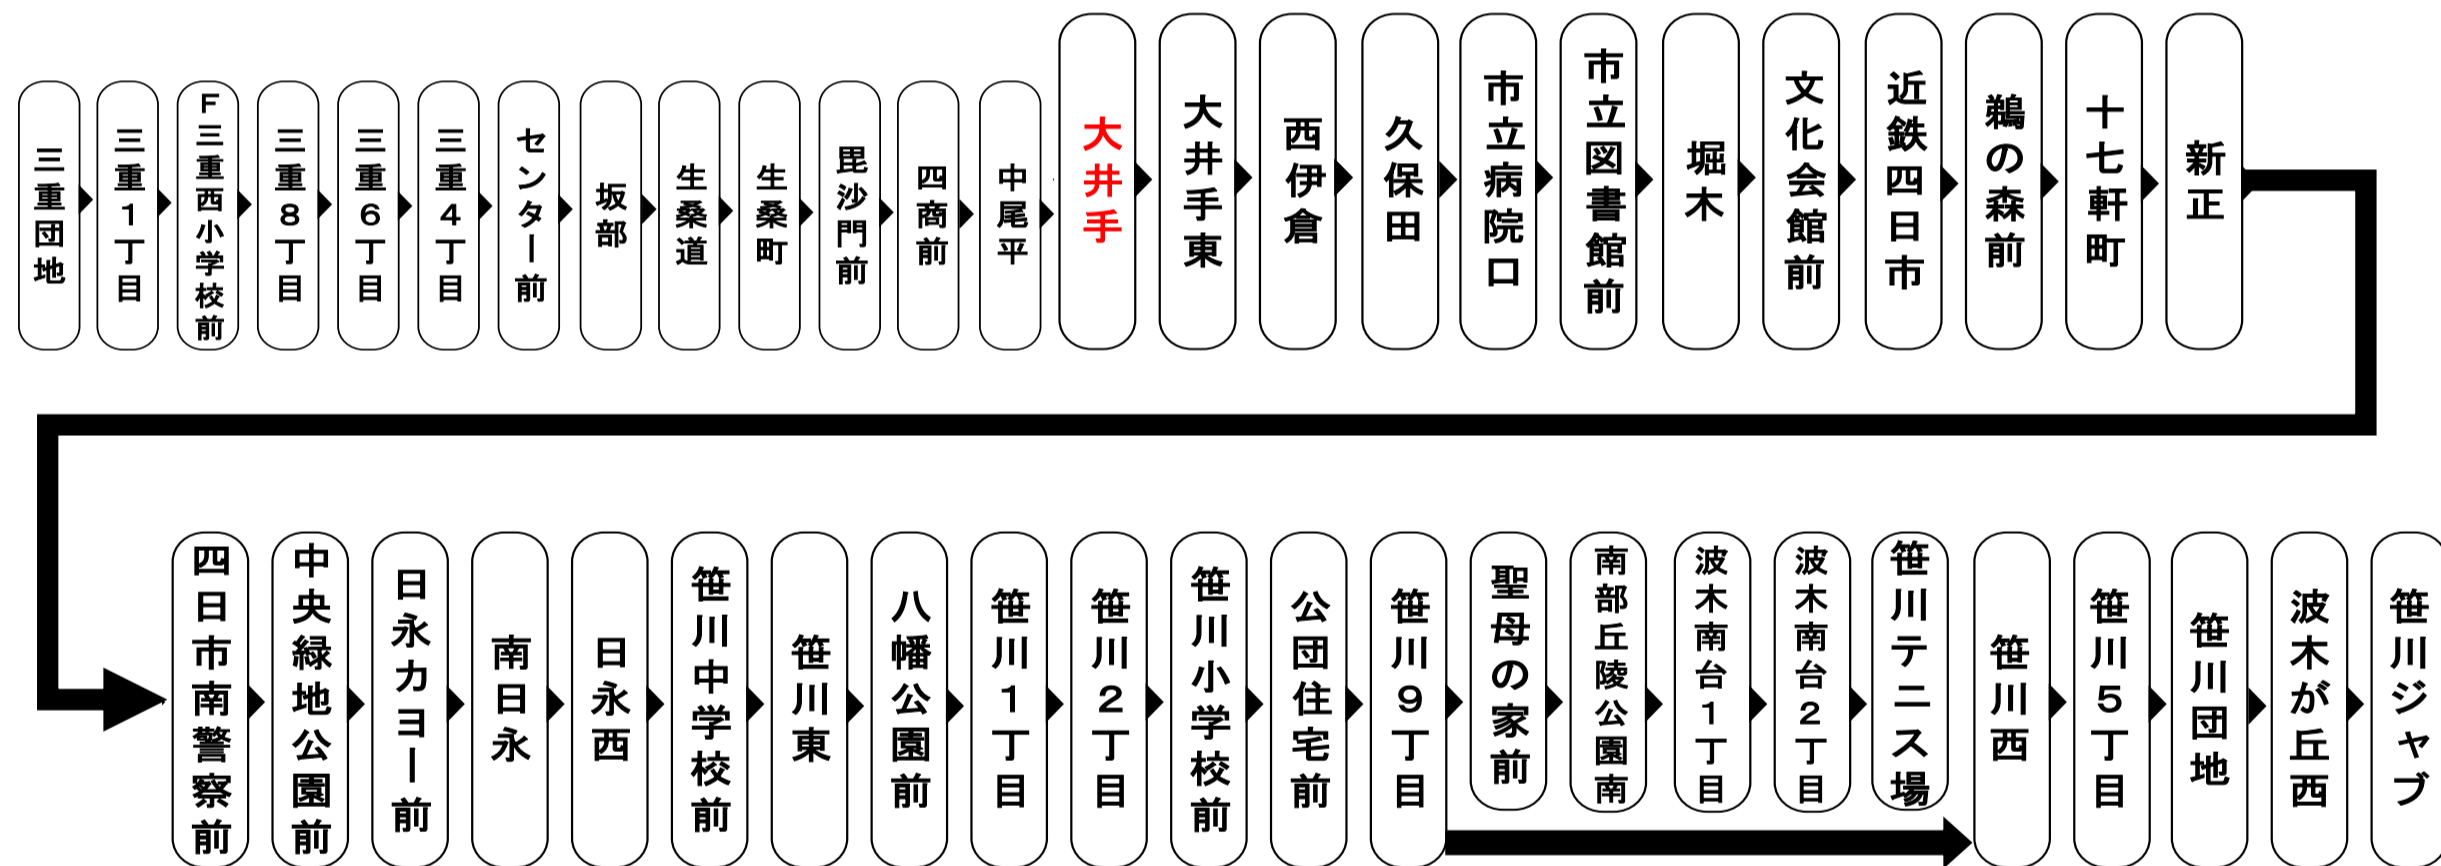 三重団地
三重1丁目
F三重西小学校前
三重8丁目
三重6丁目
三重4丁目
センター前
坂部
生桑道
生桑町
毘沙門前
四商前
中尾平
大井手
大井手東
西伊倉
久保田
市立病院口
市立図書館前
堀木
文化会館前
近鉄四日市
鵜の森前
十七軒町
新正
四日市南警察前
中央緑地公園前
日永カヨー前
南日永
日永西
笹川中学校前
笹川東
八幡公園前
笹川1丁目
笹川2丁目
笹川小学校前
公団住宅前
笹川9丁目
聖母の家前
南部丘陵公園南
波木南台1丁目
波木南台2丁目
笹川テニス場
笹川西
笹川5丁目
笹川団地
波木が丘西
笹川ジャブ